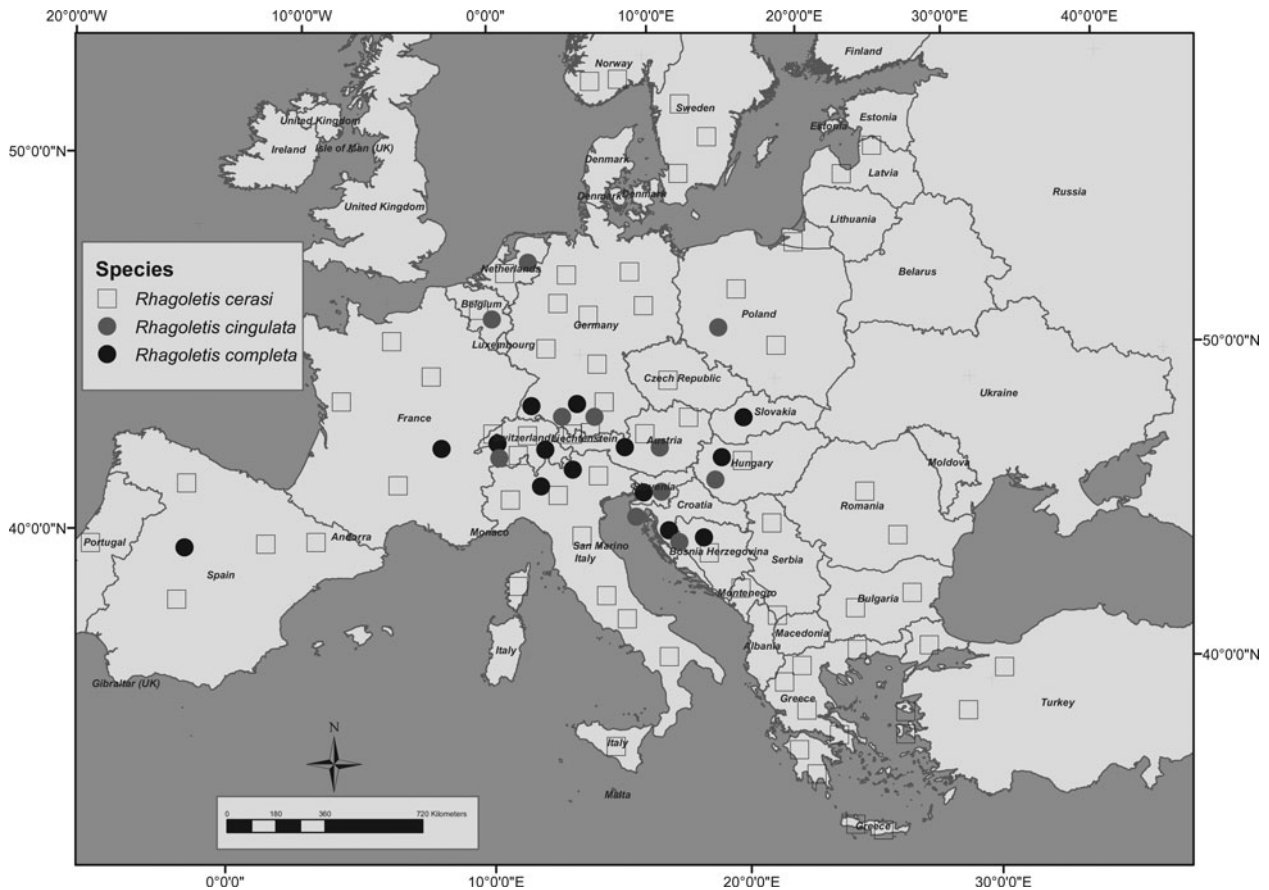 20°0'0"W 10°0'0"W 0°0'0" 10°0'0"E 20°0'0"E 30°0'0"E 40°0'0"E
Finland
Norway
Sweden
Estonia
Estonia
United Kingdom
Ireland
Isle of Man (UK)
50°0'0"N
Denmark
Latvia
Denmark
Denmark
Russia
United Kingdom
Lithuania
Belarus
Species
Rhagoletis cerasi
Rhagoletis cingulata
Rhagoletis completa
Netherlands
Belgium
Germany
Poland
Luxembourg
50°0'0"N
Czech Republic
Ukraine
Slovakia
France
Switzerland
Liechtenstein
Austria
Hungary
Moldova
Slovenia
Croatia
Romania
40°0'0"N
Monaco
Andorra
Portugal
San Marino
Italy
Bosnia Herzegovina
Serbia
Spain
Montenegro
Bulgaria
Macedonia
Albania
Italy
40°0'0"N
Gibraltar (UK)
Greece
Turkey
N
Italy
Malta
0 180 360 720 Kilometers
Greece
0°0'0" 10°0'0"E 20°0'0"E 30°0'0"E